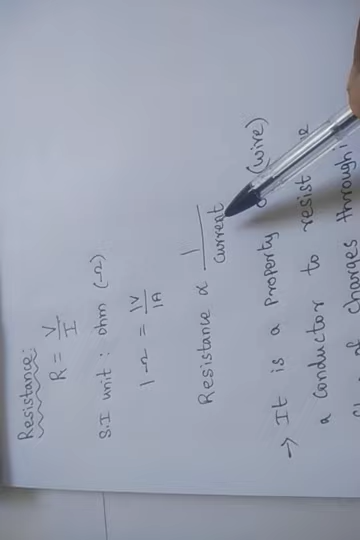 Resistance:
R = V/I
S.I unit : ohm (Ω)
1 Ω = 1V/1A
Resistance ∝ 1/current
→ It is a property (wire)
a conductor to resist
of charges through